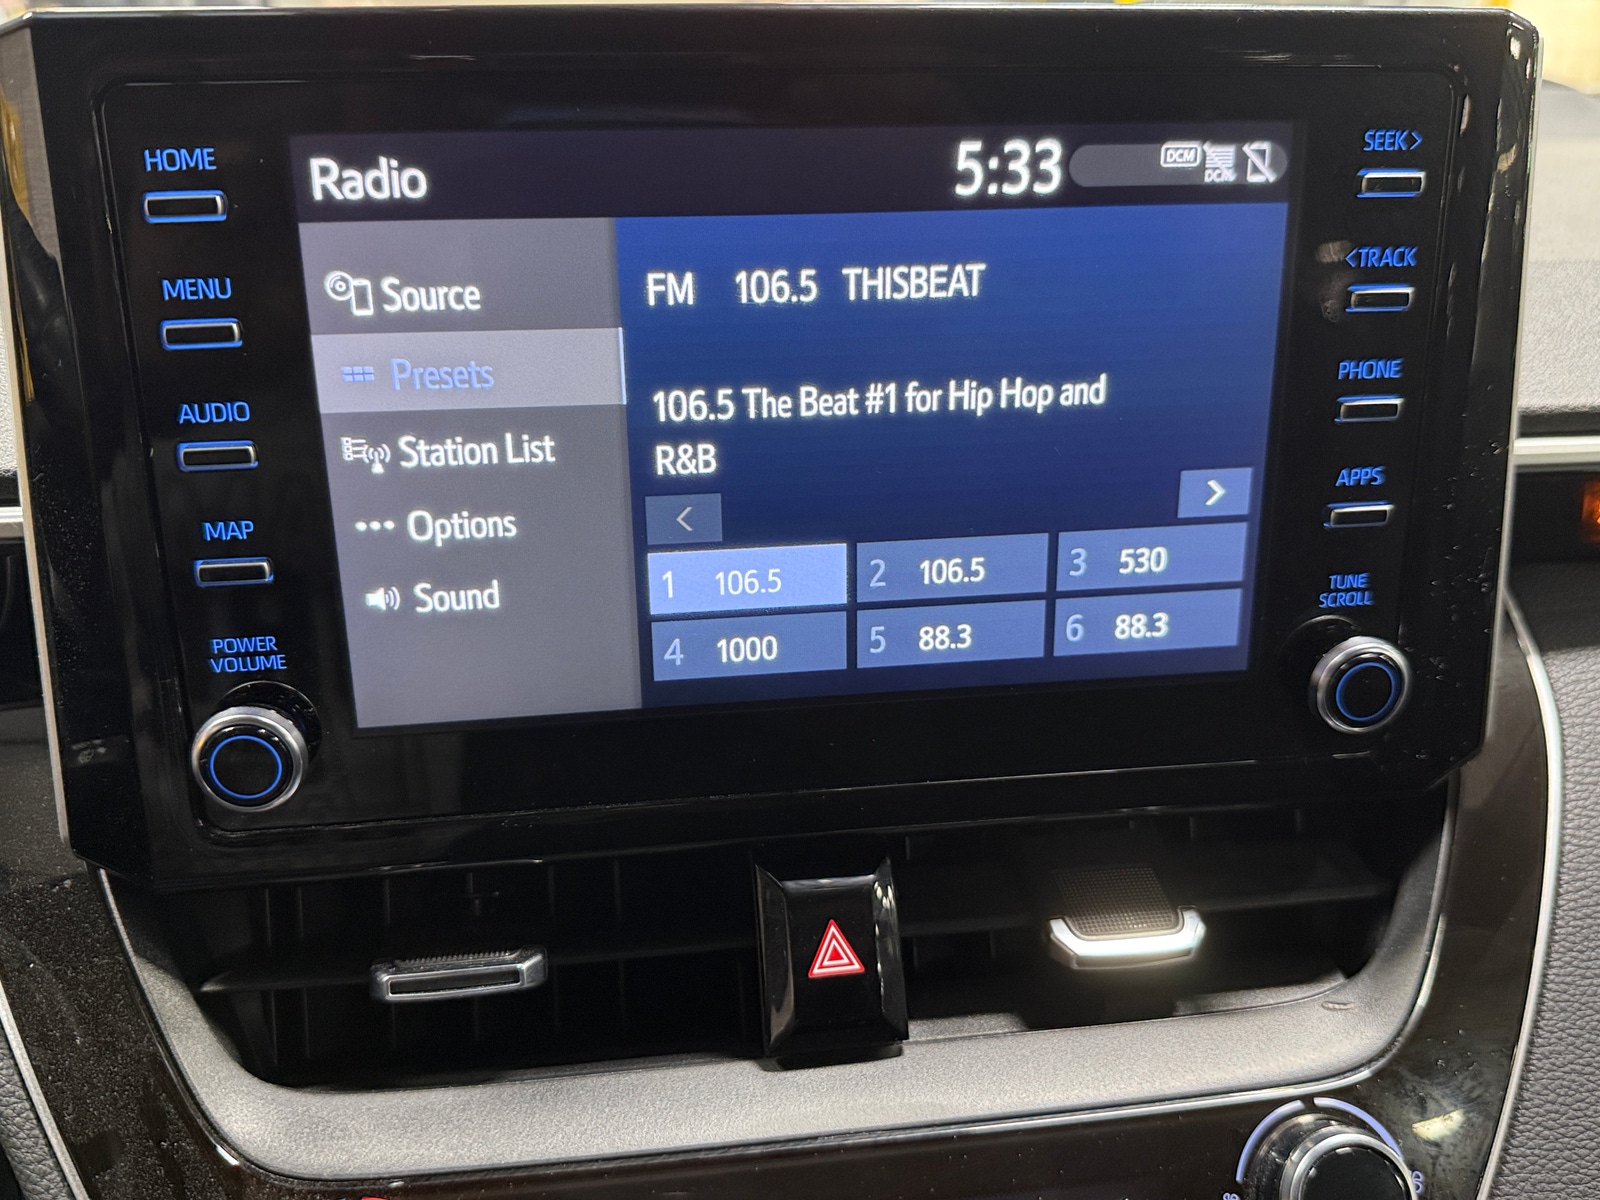 HOME
MENU
AUDIO
MAP
POWER
VOLUME
Radio
5:33
DCM
DCM
Source
Presets
Station List
Options
Sound
FM 106.5 THISBEAT
106.5 The Beat #1 for Hip Hop and
R&B
<
>
1 106.5
2 106.5
3 530
4 1000
5 88.3
6 88.3
SEEK>
<TRACK
PHONE
APPS
TUNE
SCROLL